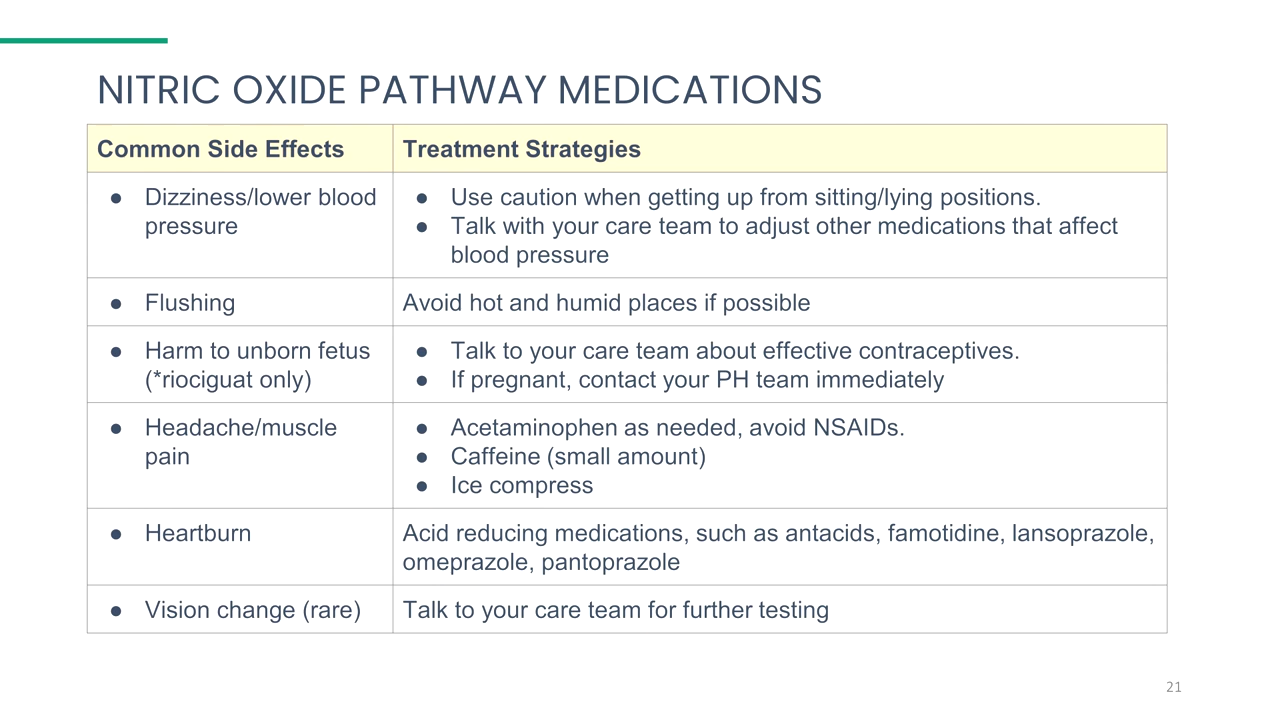 NITRIC OXIDE PATHWAY MEDICATIONS
Common Side Effects
Treatment Strategies
● Dizziness/lower blood
pressure
● Use caution when getting up from sitting/lying positions.
● Talk with your care team to adjust other medications that affect
blood pressure
● Flushing
Avoid hot and humid places if possible
● Harm to unborn fetus
(*riociguat only)
● Talk to your care team about effective contraceptives.
● If pregnant, contact your PH team immediately
● Headache/muscle
pain
● Acetaminophen as needed, avoid NSAIDs.
● Caffeine (small amount)
● Ice compress
● Heartburn
Acid reducing medications, such as antacids, famotidine, lansoprazole,
omeprazole, pantoprazole
● Vision change (rare)
Talk to your care team for further testing
21